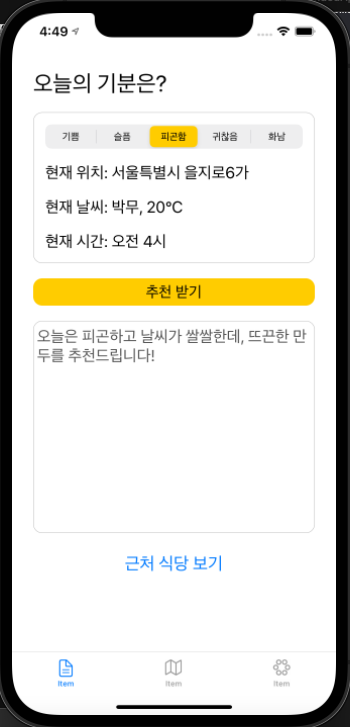 4:49
오늘의 기분은?
기쁨 슬픔 피곤함 귀찮음 화남
현재 위치: 서울특별시 을지로6가
현재 날씨: 박무, 20°C
현재 시간: 오전 4시
추천 받기
오늘은 피곤하고 날씨가 쌀쌀한데, 뜨끈한 만
두를 추천드립니다!
근처 식당 보기
Item Item Item